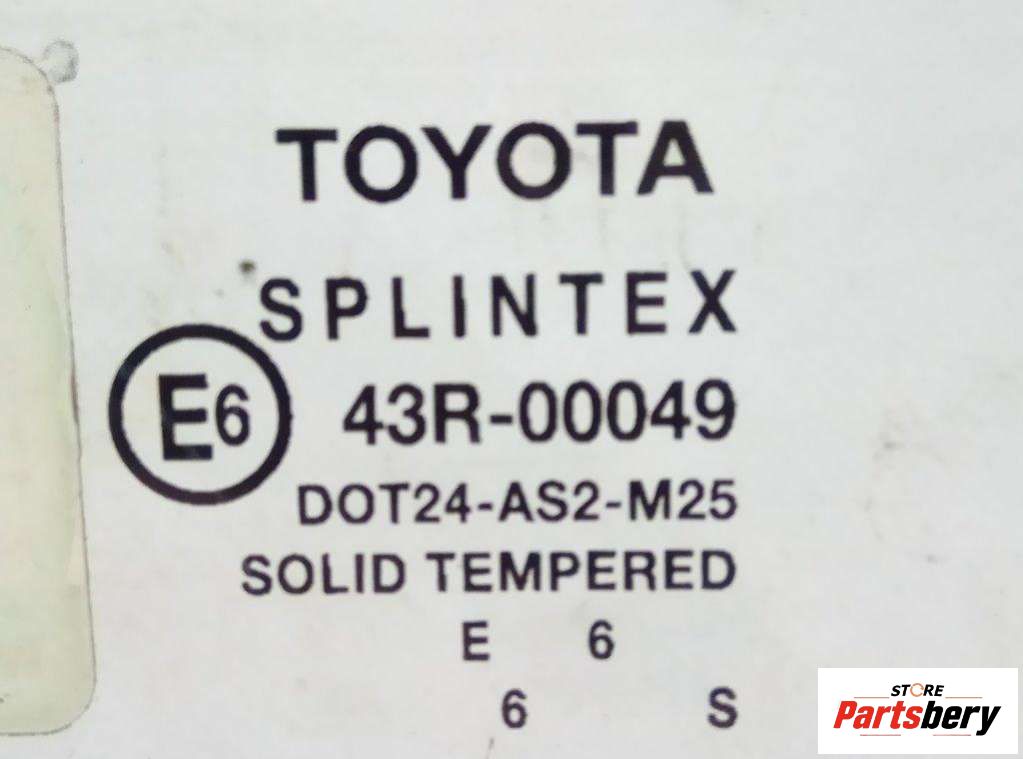 TOYOTA
SPLINTEX
E6 43R-00049
DOT24-AS2-M25
SOLID TEMPERED
E 6
6 S
STORE
Partsbery